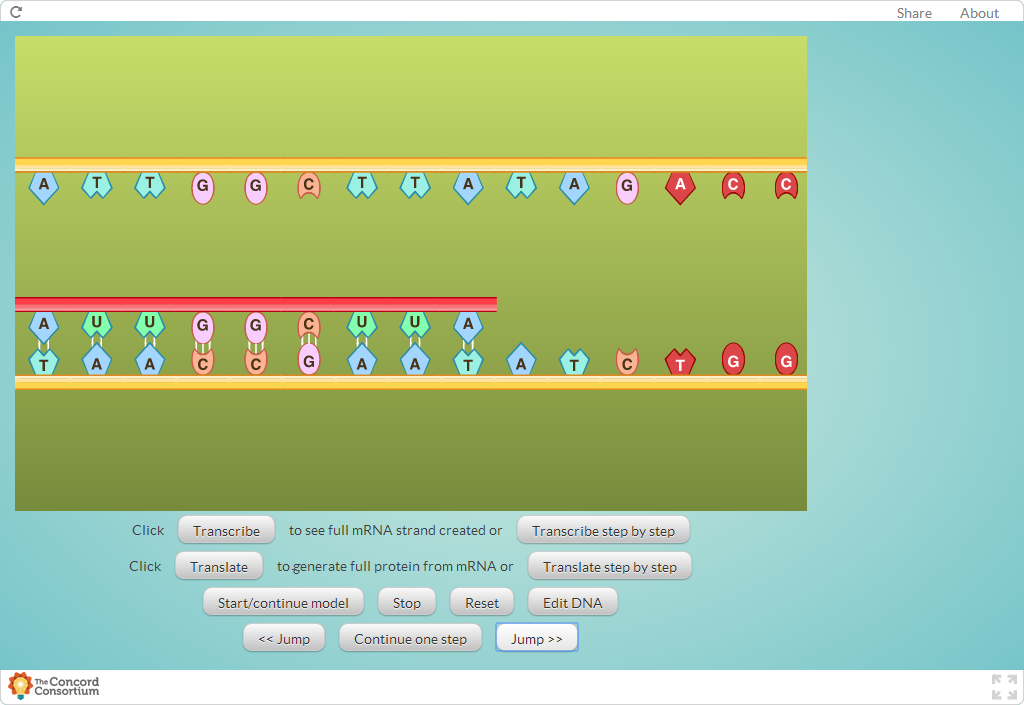 Share About
A T T G G C T T A T A G A C C
A U U G G C U U A
T A A C C G A A T A T C T G G
Click Transcribe to see full mRNA strand created or Transcribe step by step
Click Translate to generate full protein from mRNA or Translate step by step
Start/continue model Stop Reset Edit DNA
<< Jump Continue one step Jump >>
The Concord
Consortium